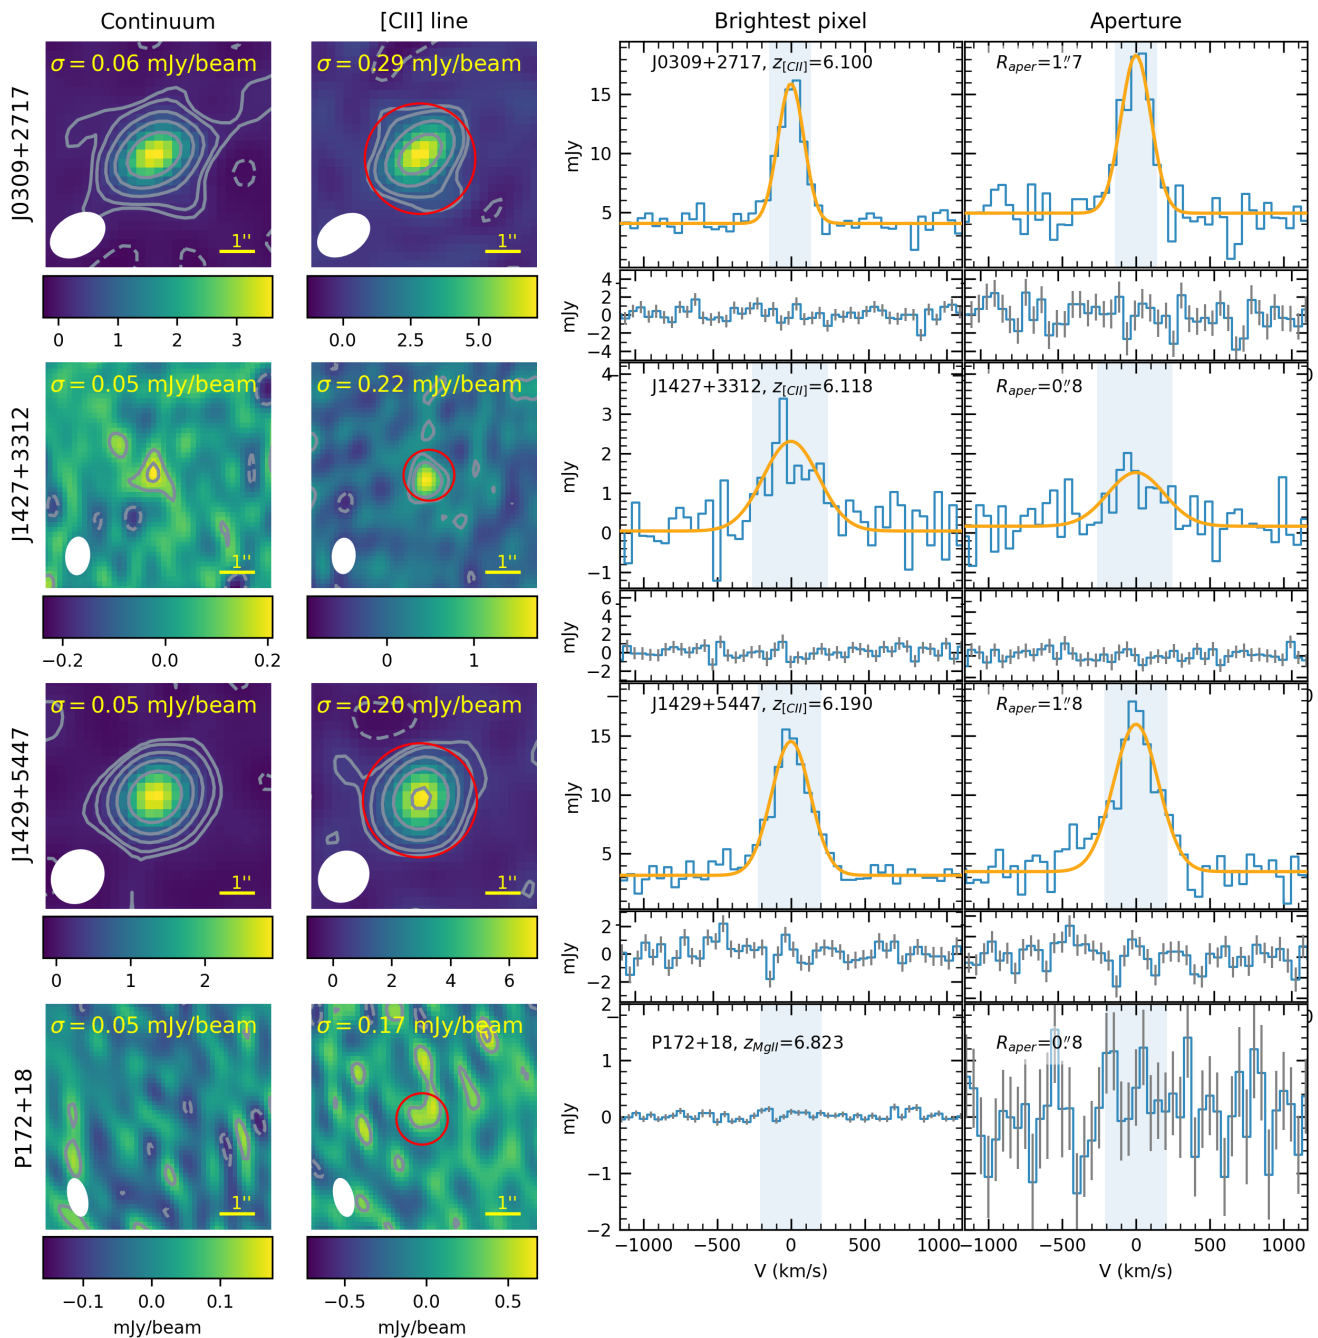 Continuum [CII] line Brightest pixel Aperture
J0309+2717
σ = 0.06 mJy/beam
1''
0 1 2 3
σ = 0.29 mJy/beam
1''
0.0 2.5 5.0
mJy
15
10
5
J0309+2717, z[CII]=6.100
Raper=1."7
mJy
4
2
0
−2
−4
J1427+3312
σ = 0.05 mJy/beam
1''
−0.2 0.0 0.2
σ = 0.22 mJy/beam
1''
0 1
mJy
4
3
2
1
0
−1
J1427+3312, z[CII]=6.118
Raper=0."8
0
mJy
6
4
2
0
−2
J1429+5447
σ = 0.05 mJy/beam
1''
0 1 2
σ = 0.20 mJy/beam
1''
0 2 4 6
mJy
15
10
5
J1429+5447, z[CII]=6.190
Raper=1."8
0
mJy
2
0
−2
P172+18
σ = 0.05 mJy/beam
1''
−0.1 0.0 0.1
mJy/beam
σ = 0.17 mJy/beam
1''
−0.5 0.0 0.5
mJy/beam
mJy
2
1
0
−1
−2
P172+18, zMgII=6.823
Raper=0."8
0
−1000 −500 0 500 1000
V (km/s)
−1000 −500 0 500 1000
V (km/s)